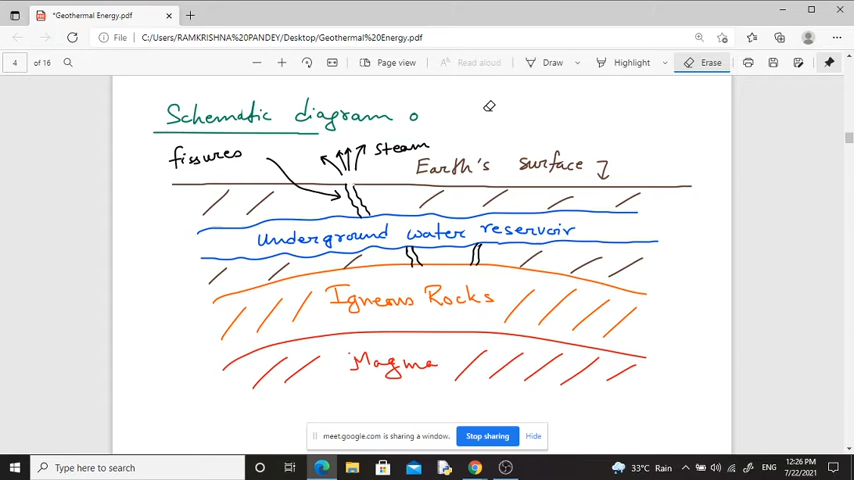 *Geothermal Energy.pdf
File
C:/Users/RAMKRISHNA%20PANDEY/Desktop/Geothermal%20Energy.pdf
4 of 16
Page view
Read aloud
Draw
Highlight
Erase
Schematic diagram o
fissures
steam
Earth's surface
Underground water reservoir
Igneous Rocks
Magma
meet.google.com is sharing a window.
Stop sharing
Hide
Type here to search
33°C Rain
ENG
12:26 PM
7/22/2021